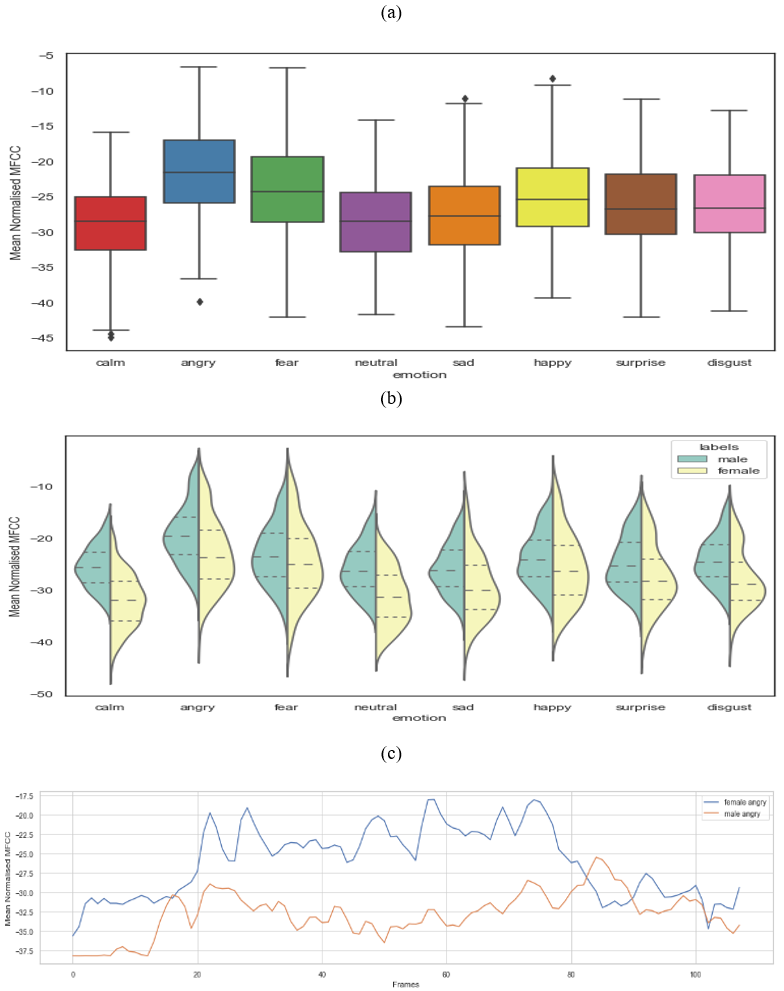 (a)
Mean Normalised MFCC
−5
−10
−15
−20
−25
−30
−35
−40
−45
calm angry fear neutral sad happy surprise disgust
emotion
(b)
Mean Normalised MFCC
labels
male
female
−10
−20
−30
−40
−50
calm angry fear neutral sad happy surprise disgust
emotion
(c)
Mean Normalised MFCC
female angry
male angry
−17.5
−20.0
−22.5
−25.0
−27.5
−30.0
−32.5
−35.0
−37.5
0 20 40 60 80 100
Frames